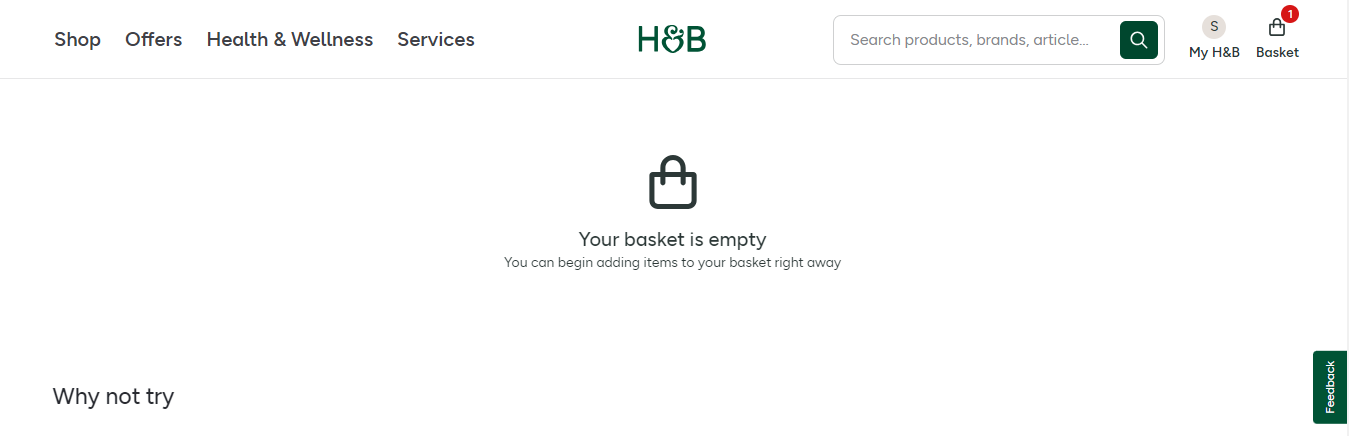 Shop Offers Health & Wellness Services H&B Search products, brands, article... S 1
My H&B Basket
Your basket is empty
You can begin adding items to your basket right away
Feedback
Why not try